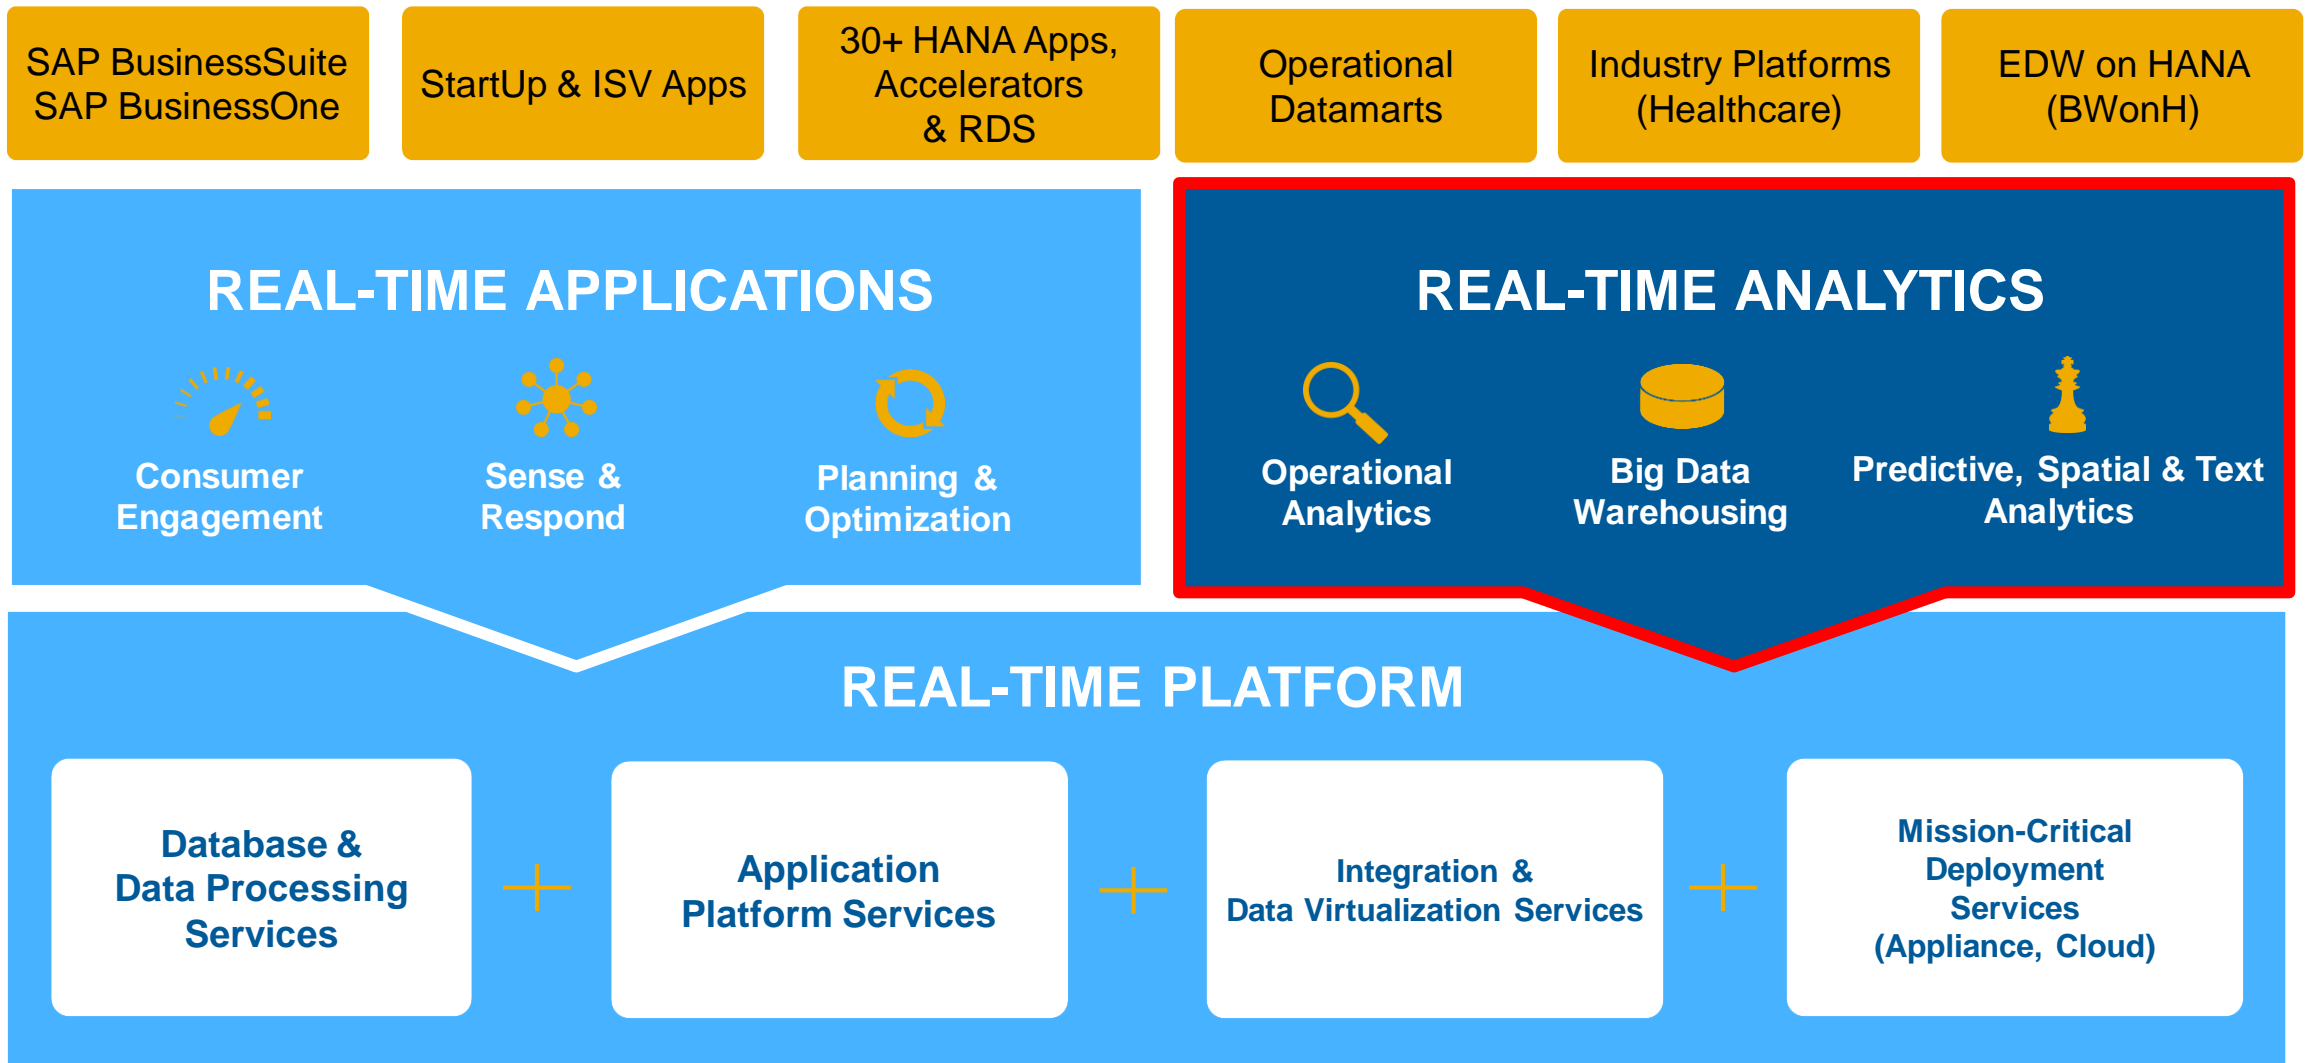 SAP BusinessSuite
SAP BusinessOne
StartUp & ISV Apps
30+ HANA Apps,
Accelerators
& RDS
Operational
Datamarts
Industry Platforms
(Healthcare)
EDW on HANA
(BWonH)
REAL-TIME APPLICATIONS
Consumer
Engagement
Sense &
Respond
Planning &
Optimization
REAL-TIME ANALYTICS
Operational
Analytics
Big Data
Warehousing
Predictive, Spatial & Text
Analytics
REAL-TIME PLATFORM
Database &
Data Processing
Services
Application
Platform Services
Integration &
Data Virtualization Services
Mission-Critical
Deployment
Services
(Appliance, Cloud)